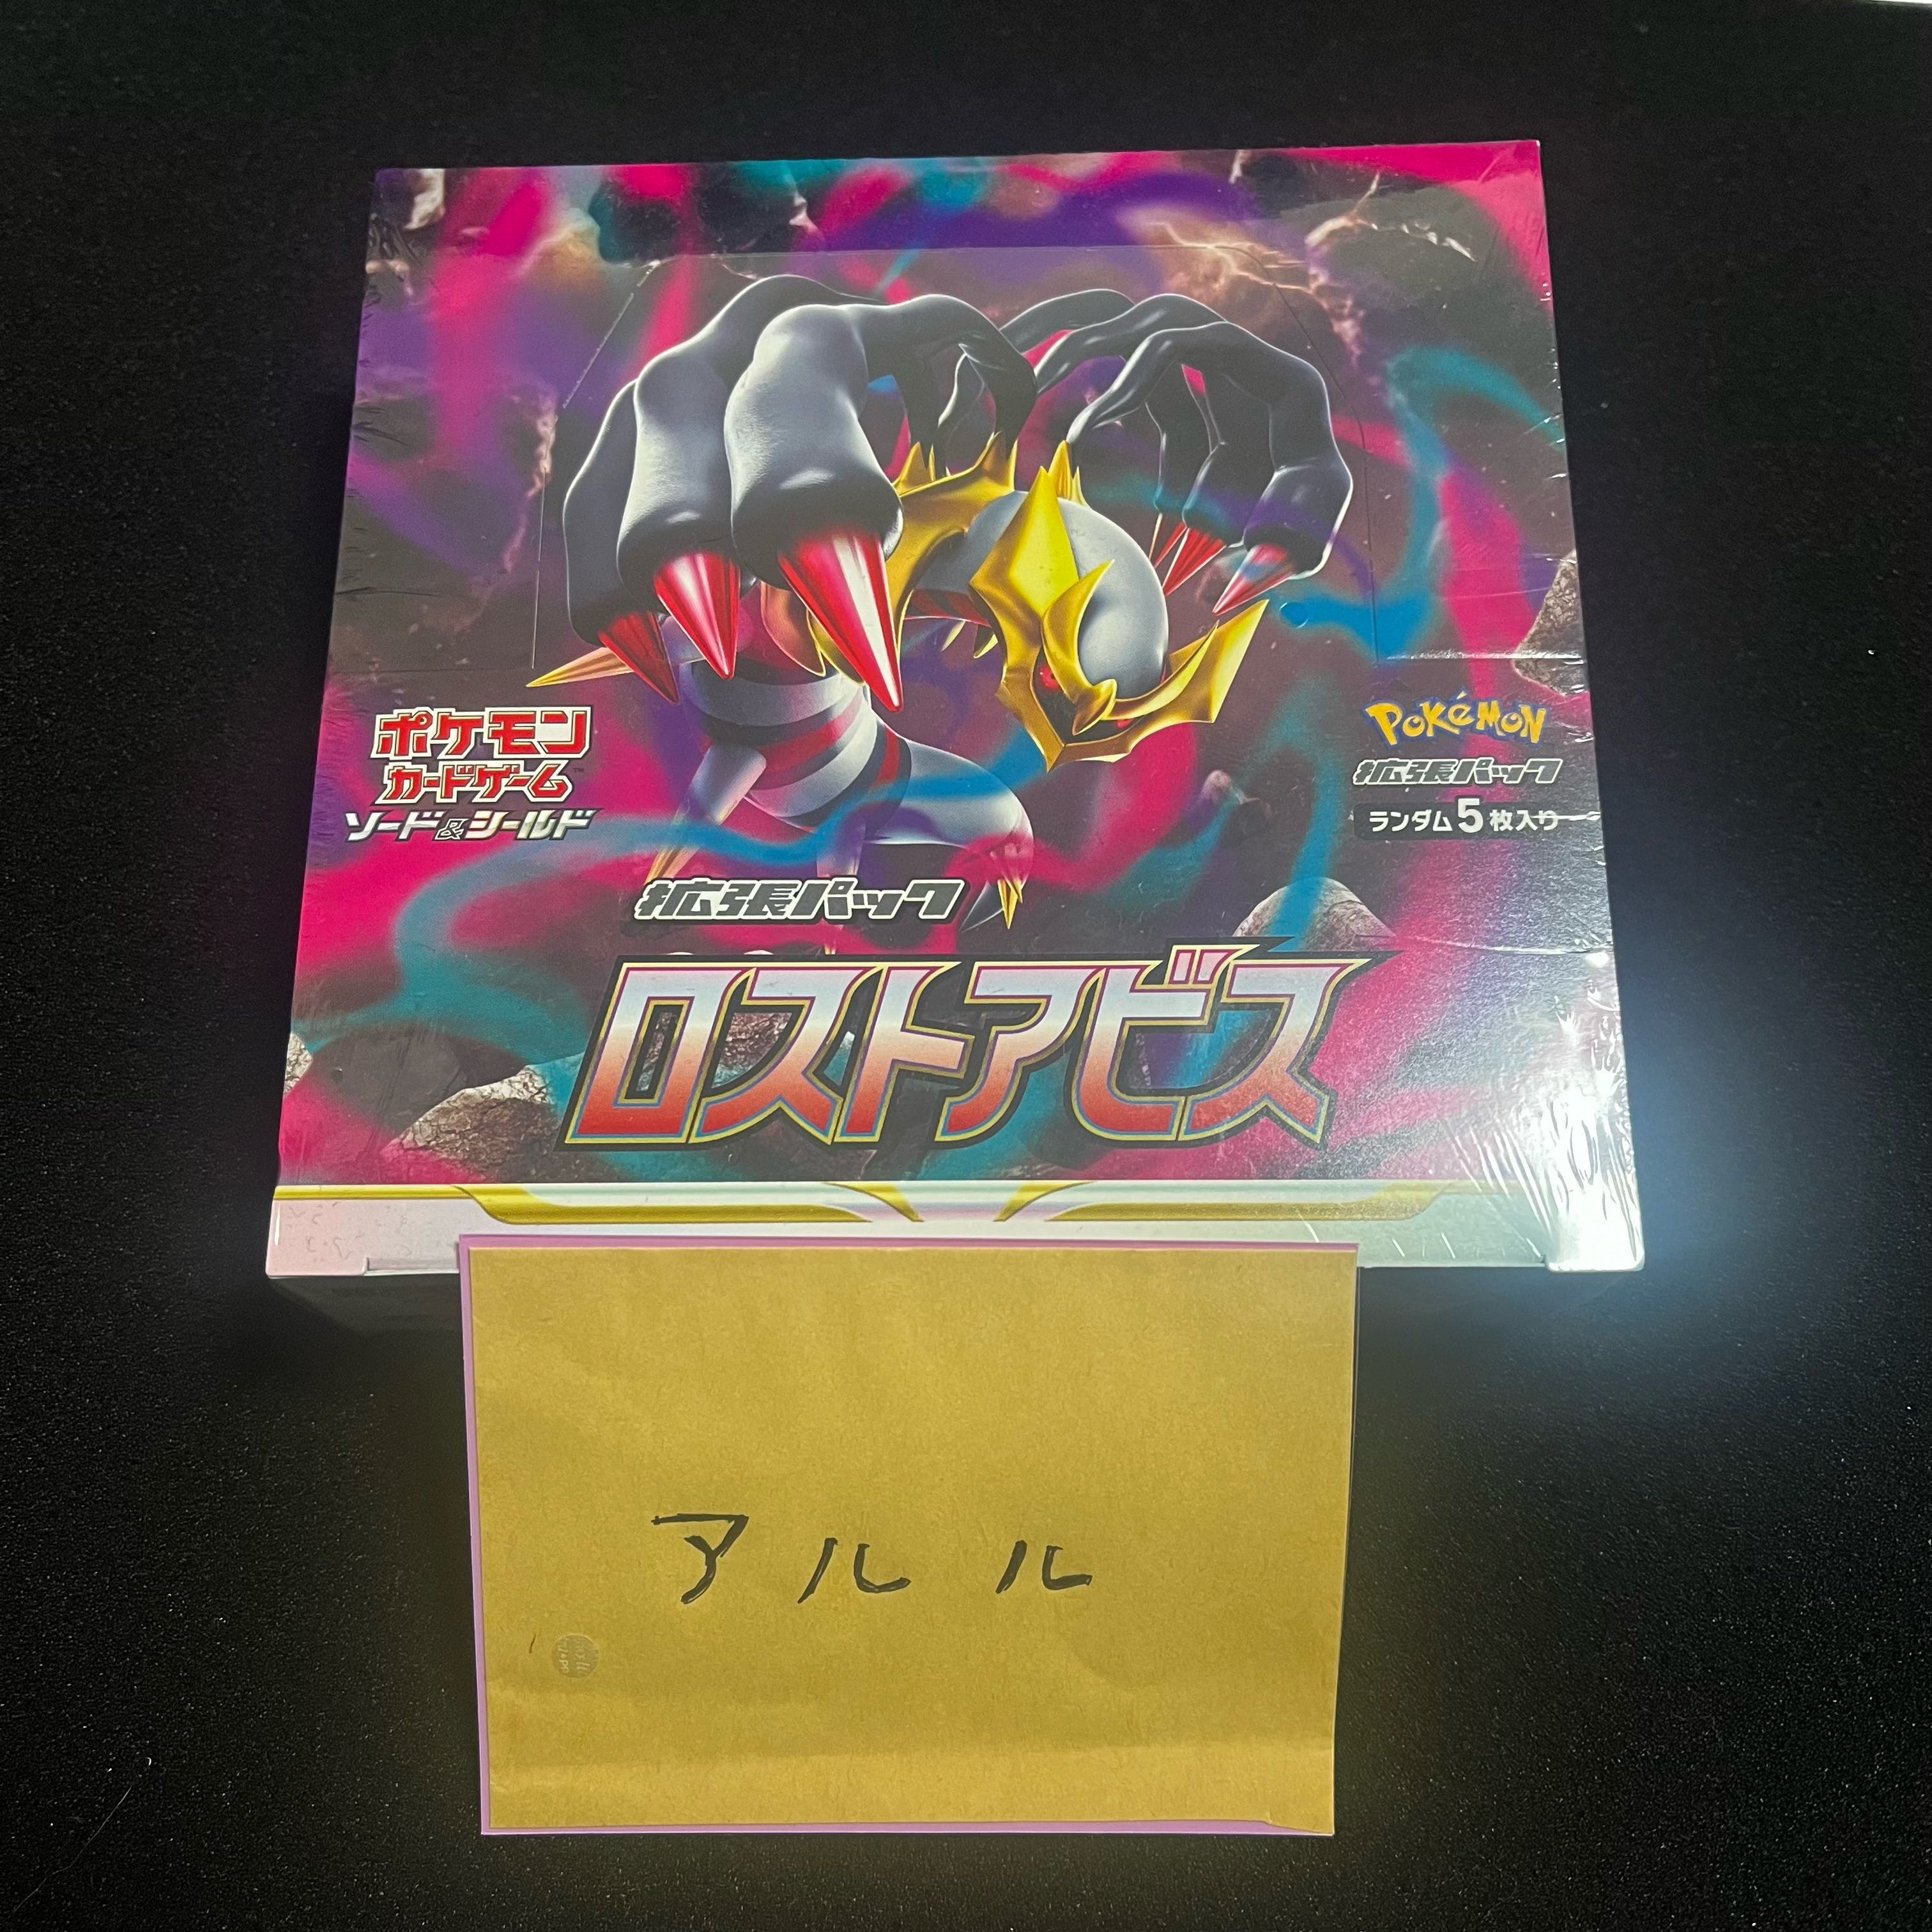 ポケモン
カードゲーム
ソード&シールド
Pokémon
拡張パック
ランダム5枚入り
拡張パック
ロストアビス
アルル